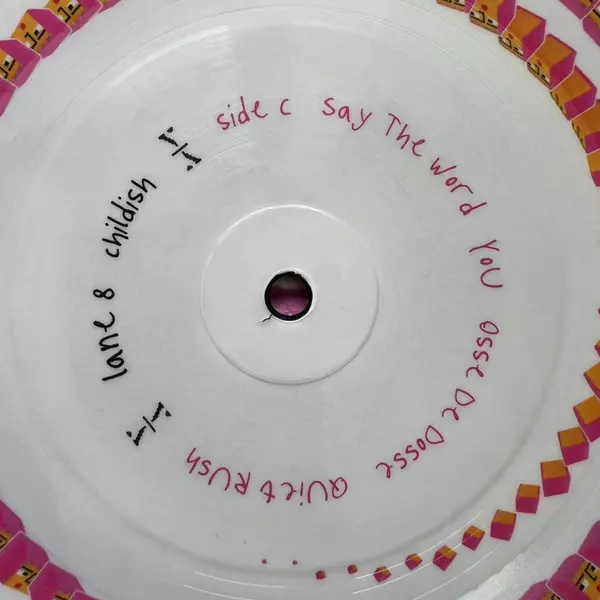 lane 8 childish
side c Say The Word YoU Osse De Dosse QUiet RUsh